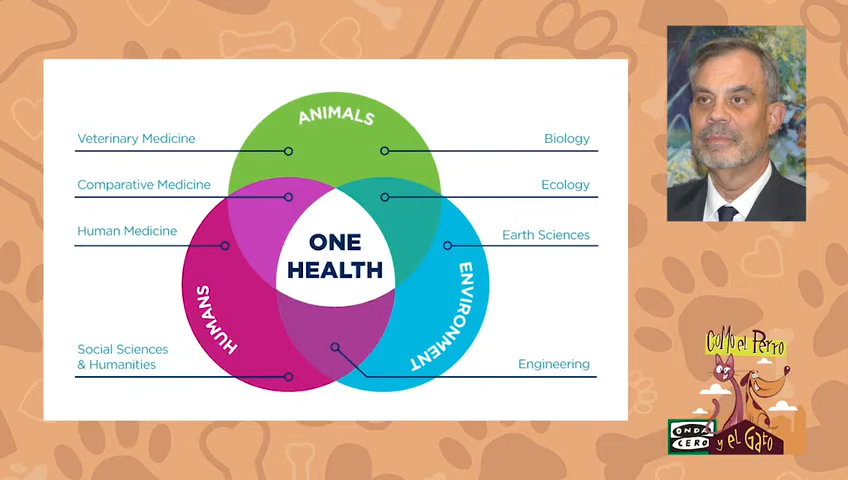 ANIMALS
Veterinary Medicine
Biology
Comparative Medicine
Ecology
Human Medicine
Earth Sciences
ONE
HEALTH
HUMANS
ENVIRONMENT
Social Sciences
& Humanities
Engineering
CoMo el PeRRo
ONDA
CERO
y el GaTo